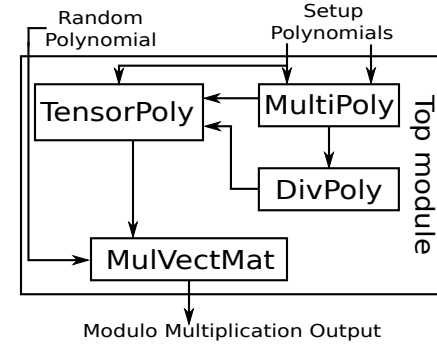 Random
Polynomial
Setup
Polynomials
TensorPoly
MultiPoly
DivPoly
MulVectMat
Top module
Modulo Multiplication Output